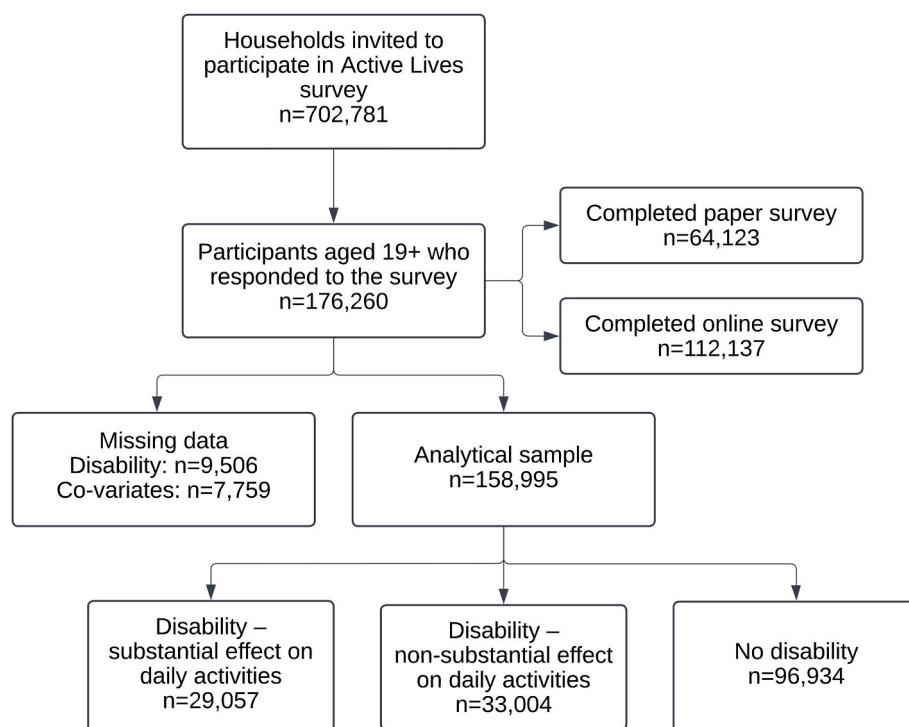 Households invited to
participate in Active Lives
survey
n=702,781
Completed paper survey
n=64,123
Participants aged 19+ who
responded to the survey
n=176,260
Completed online survey
n=112,137
Missing data
Disability: n=9,506
Co-variates: n=7,759
Analytical sample
n=158,995
Disability –
substantial effect on
daily activities
n=29,057
Disability –
non-substantial effect
on daily activities
n=33,004
No disability
n=96,934